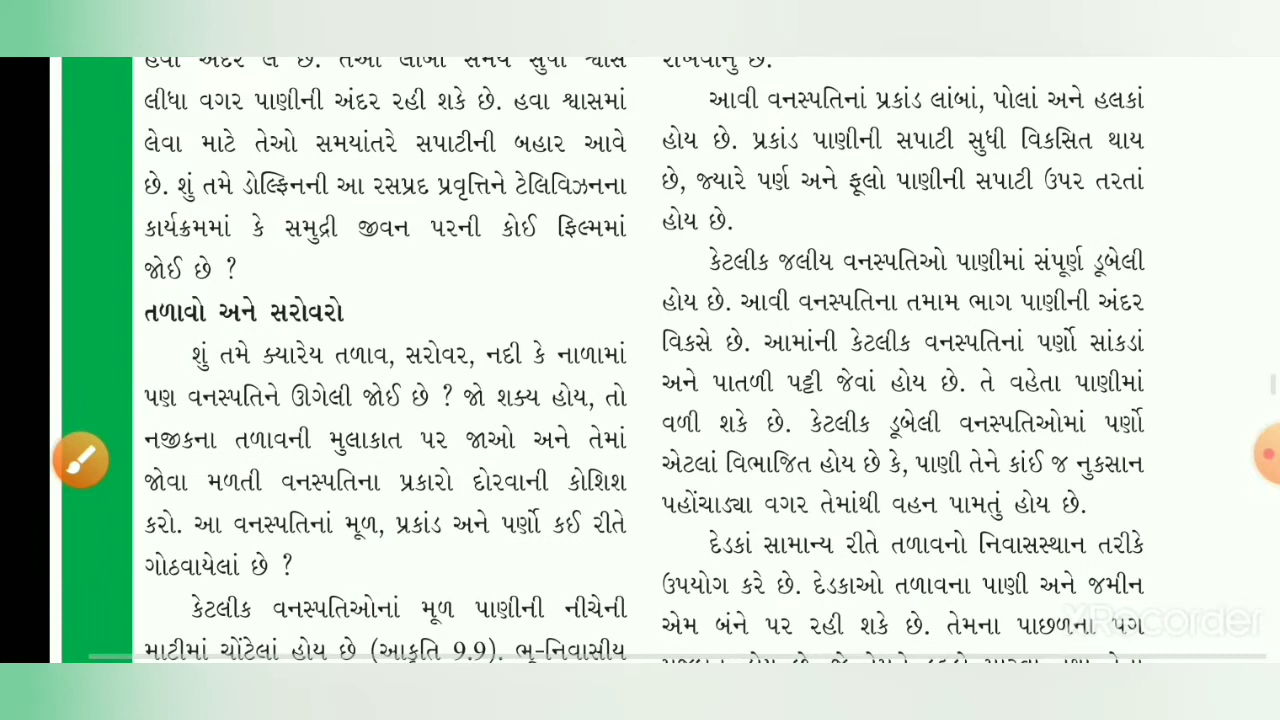 હવા અંદર લે છે. તેઓ લાંબા સમય સુધી શ્વાસ
લીધા વગર પાણીની અંદર રહી શકે છે. હવા શ્વાસમાં
લેવા માટે તેઓ સમયાંતરે સપાટીની બહાર આવે
છે. શું તમે ડોલ્ફિનની આ રસપ્રદ પ્રવૃત્તિને ટેલિવિઝનના
કાર્યક્રમમાં કે સમુદ્રી જીવન પરની કોઈ ફિલ્મમાં
જોઈ છે ?
તળાવો અને સરોવરો
શું તમે ક્યારેય તળાવ, સરોવર, નદી કે નાળામાં
પણ વનસ્પતિને ઊગેલી જોઈ છે ? જો શક્ય હોય, તો
નજીકના તળાવની મુલાકાત પર જાઓ અને તેમાં
જોવા મળતી વનસ્પતિના પ્રકારો દોરવાની કોશિશ
કરો. આ વનસ્પતિનાં મૂળ, પ્રકાંડ અને પર્ણો કઈ રીતે
ગોઠવાયેલાં છે ?
કેટલીક વનસ્પતિઓનાં મૂળ પાણીની નીચેની
માટીમાં ચોંટેલાં હોય છે (આકૃતિ 9.9). ભૂ-નિવાસીય
રાખવાનું છે.
આવી વનસ્પતિનાં પ્રકાંડ લાંબાં, પોલાં અને હલકાં
હોય છે. પ્રકાંડ પાણીની સપાટી સુધી વિકસિત થાય
છે, જ્યારે પર્ણ અને ફૂલો પાણીની સપાટી ઉપર તરતાં
હોય છે.
કેટલીક જલીય વનસ્પતિઓ પાણીમાં સંપૂર્ણ ડૂબેલી
હોય છે. આવી વનસ્પતિના તમામ ભાગ પાણીની અંદર
વિકસે છે. આમાંની કેટલીક વનસ્પતિનાં પર્ણો સાંકડાં
અને પાતળી પટ્ટી જેવાં હોય છે. તે વહેતા પાણીમાં
વળી શકે છે. કેટલીક ડૂબેલી વનસ્પતિઓમાં પર્ણો
એટલાં વિભાજિત હોય છે કે, પાણી તેને કાંઈ જ નુકસાન
પહોંચાડ્યા વગર તેમાંથી વહન પામતું હોય છે.
દેડકાં સામાન્ય રીતે તળાવનો નિવાસસ્થાન તરીકે
ઉપયોગ કરે છે. દેડકાઓ તળાવના પાણી અને જમીન
એમ બંને પર રહી શકે છે. તેમના પાછળના પગ
XRecorder